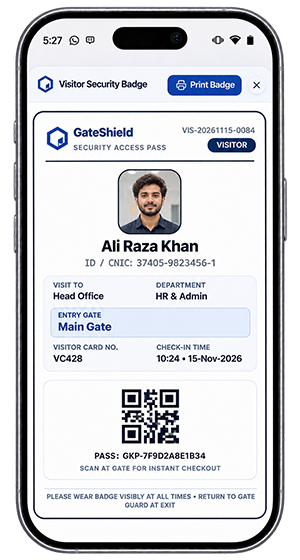 5:27
Visitor Security Badge
Print Badge
GateShield
SECURITY ACCESS PASS
VIS-20261115-0084
VISITOR
Ali Raza Khan
ID / CNIC: 37405-9823456-1
VISIT TO
Head Office
DEPARTMENT
HR & Admin
ENTRY GATE
Main Gate
VISITOR CARD NO.
VC428
CHECK-IN TIME
10:24 • 15-Nov-2026
PASS: GKP-7F9D2A8E1B34
SCAN AT GATE FOR INSTANT CHECKOUT
PLEASE WEAR BADGE VISIBLY AT ALL TIMES • RETURN TO GATE
GUARD AT EXIT